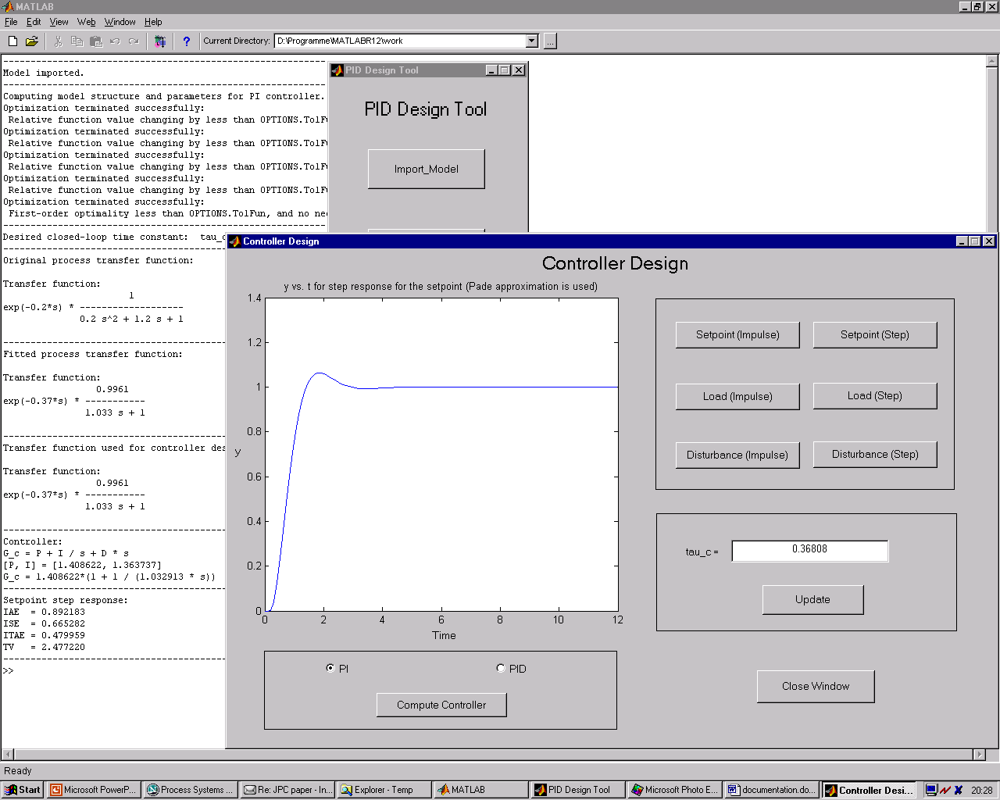 MATLAB
File Edit View Web Window Help
? Current Directory: D:\Programme\MATLABR12\work ...
Model imported.
Computing model structure and parameters for PI controller.
Optimization terminated successfully:
Relative function value changing by less than OPTIONS.TolFu
Optimization terminated successfully:
Relative function value changing by less than OPTIONS.TolFu
Optimization terminated successfully:
Relative function value changing by less than OPTIONS.TolFu
Optimization terminated successfully:
Relative function value changing by less than OPTIONS.TolFu
Optimization terminated successfully:
First-order optimality less than OPTIONS.TolFun, and no nec
Desired closed-loop time constant: tau_c
Original process transfer function:
Transfer function:
1
exp(-0.2*s) * -------------------
0.2 s^2 + 1.2 s + 1
Fitted process transfer function:
Transfer function:
0.9961
exp(-0.37*s) * -----------
1.033 s + 1
Transfer function used for controller des
Transfer function:
0.9961
exp(-0.37*s) * -----------
1.033 s + 1
Controller:
G_c = P + I / s + D * s
[P, I] = [1.408622, 1.363737]
G_c = 1.408622*(1 + 1 / (1.032913 * s))
Setpoint step response:
IAE = 0.892183
ISE = 0.665282
ITAE = 0.479959
TV = 2.477220
>>
PID Design Tool
PID Design Tool
Import_Model
Controller Design
Controller Design
y vs. t for step response for the setpoint (Pade approximation is used)
1.4
1.2
1
0.8
0.6
0.4
0.2
0
y
0 2 4 6 8 10 12
Time
PI PID
Compute Controller
Setpoint (Impulse) Setpoint (Step)
Load (Impulse) Load (Step)
Disturbance (Impulse) Disturbance (Step)
tau_c = 0.36808
Update
Close Window
Ready
Start Microsoft PowerP... Process Systems ... Re: JPC paper - In... Explorer - Temp MATLAB PID Design Tool Microsoft Photo E... documentation.do... Controller Desi... 20:28